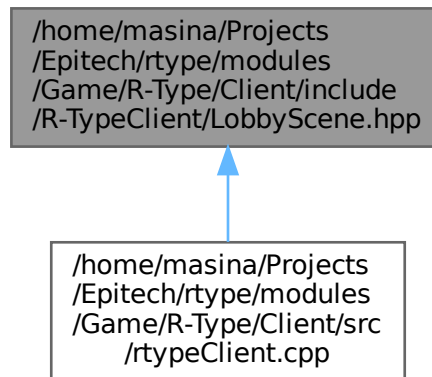 /home/masina/Projects
/Epitech/rtype/modules
/Game/R-Type/Client/include
/R-TypeClient/LobbyScene.hpp
/home/masina/Projects
/Epitech/rtype/modules
/Game/R-Type/Client/src
/rtypeClient.cpp